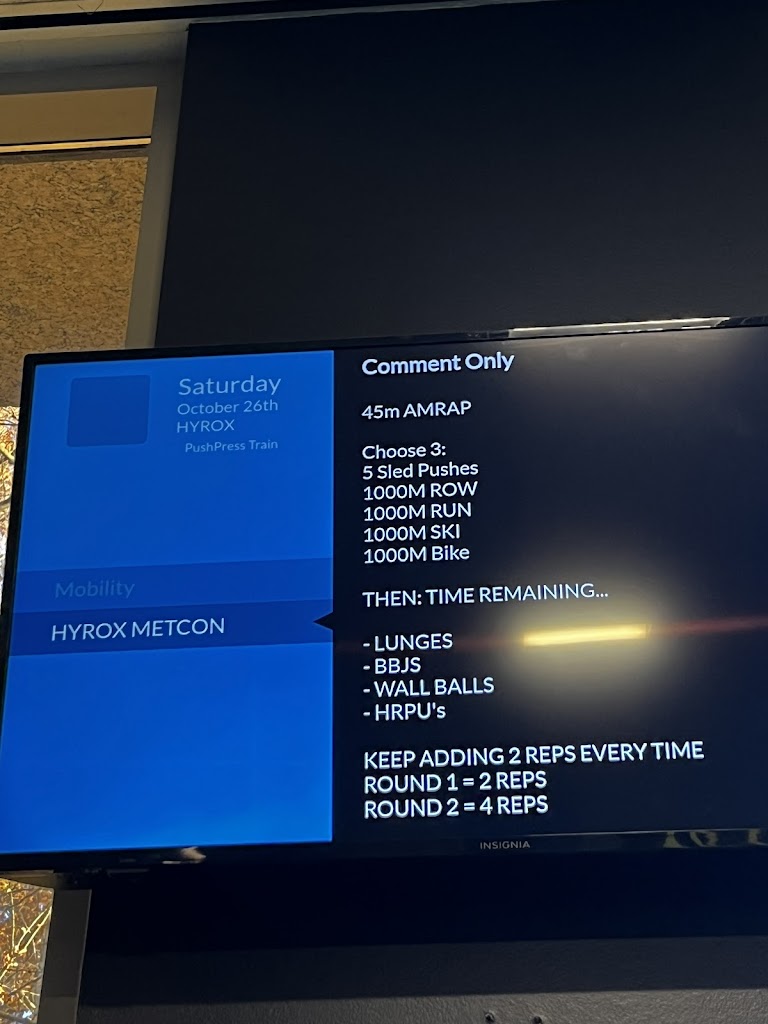 Saturday
October 26th
HYROX
PushPress Train
Mobility
HYROX METCON
Comment Only
45m AMRAP
Choose 3:
5 Sled Pushes
1000M ROW
1000M RUN
1000M SKI
1000M Bike
THEN: TIME REMAINING...
- LUNGES
- BBJS
- WALL BALLS
- HRPU's
KEEP ADDING 2 REPS EVERY TIME
ROUND 1 = 2 REPS
ROUND 2 = 4 REPS
INSIGNIA